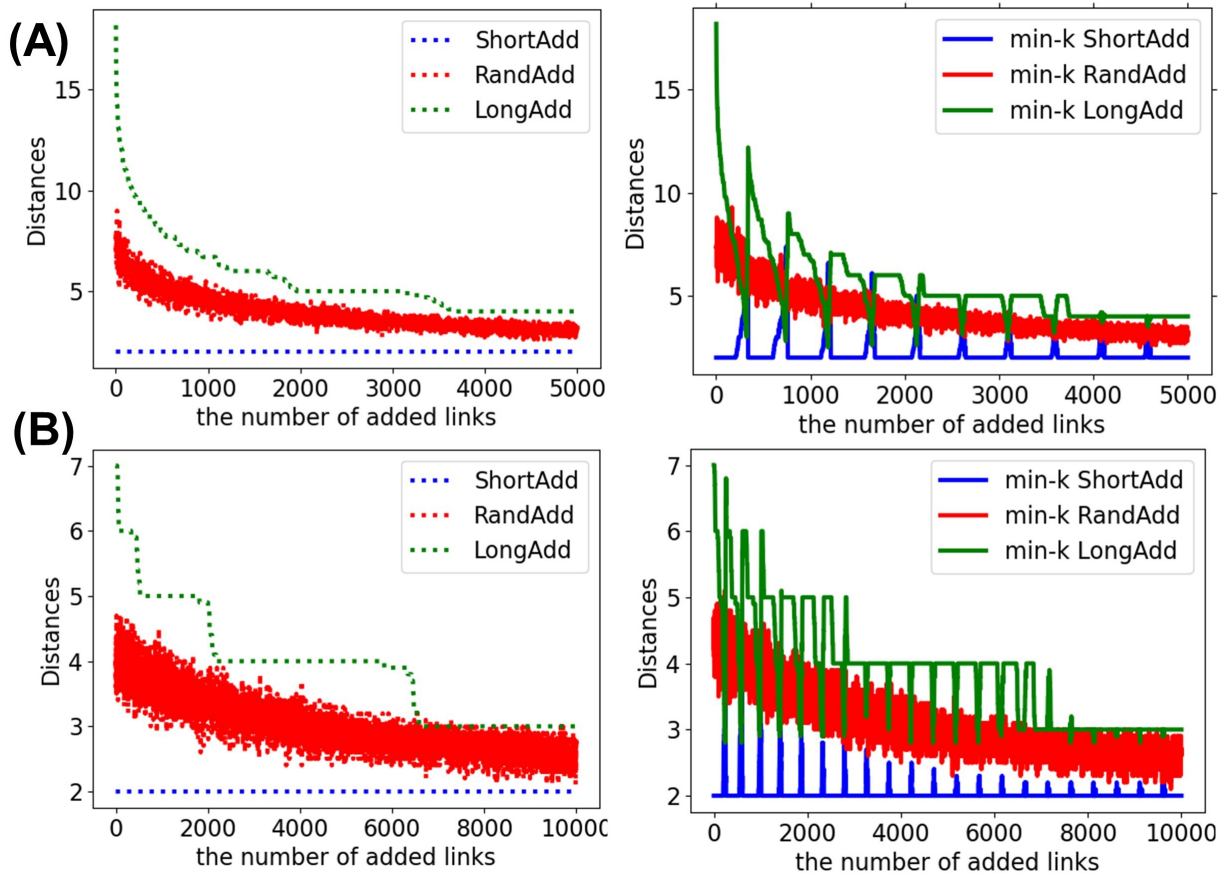 (A)
ShortAdd
RandAdd
LongAdd
Distances
15
10
5
0 1000 2000 3000 4000 5000
the number of added links
min-k ShortAdd
min-k RandAdd
min-k LongAdd
Distances
15
10
5
0 1000 2000 3000 4000 5000
the number of added links
(B)
ShortAdd
RandAdd
LongAdd
Distances
7
6
5
4
3
2
0 2000 4000 6000 8000 1000(
the number of added links
min-k ShortAdd
min-k RandAdd
min-k LongAdd
Distances
7
6
5
4
3
2
0 2000 4000 6000 8000 10000
the number of added links